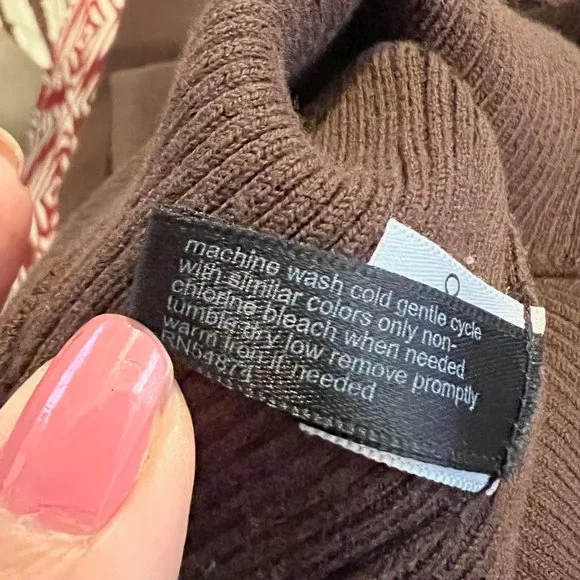 machine wash cold gentle cycle
with similar colors only non-
chlorine bleach when needed
tumble dry low remove promptly
warm iron if needed
RN54874